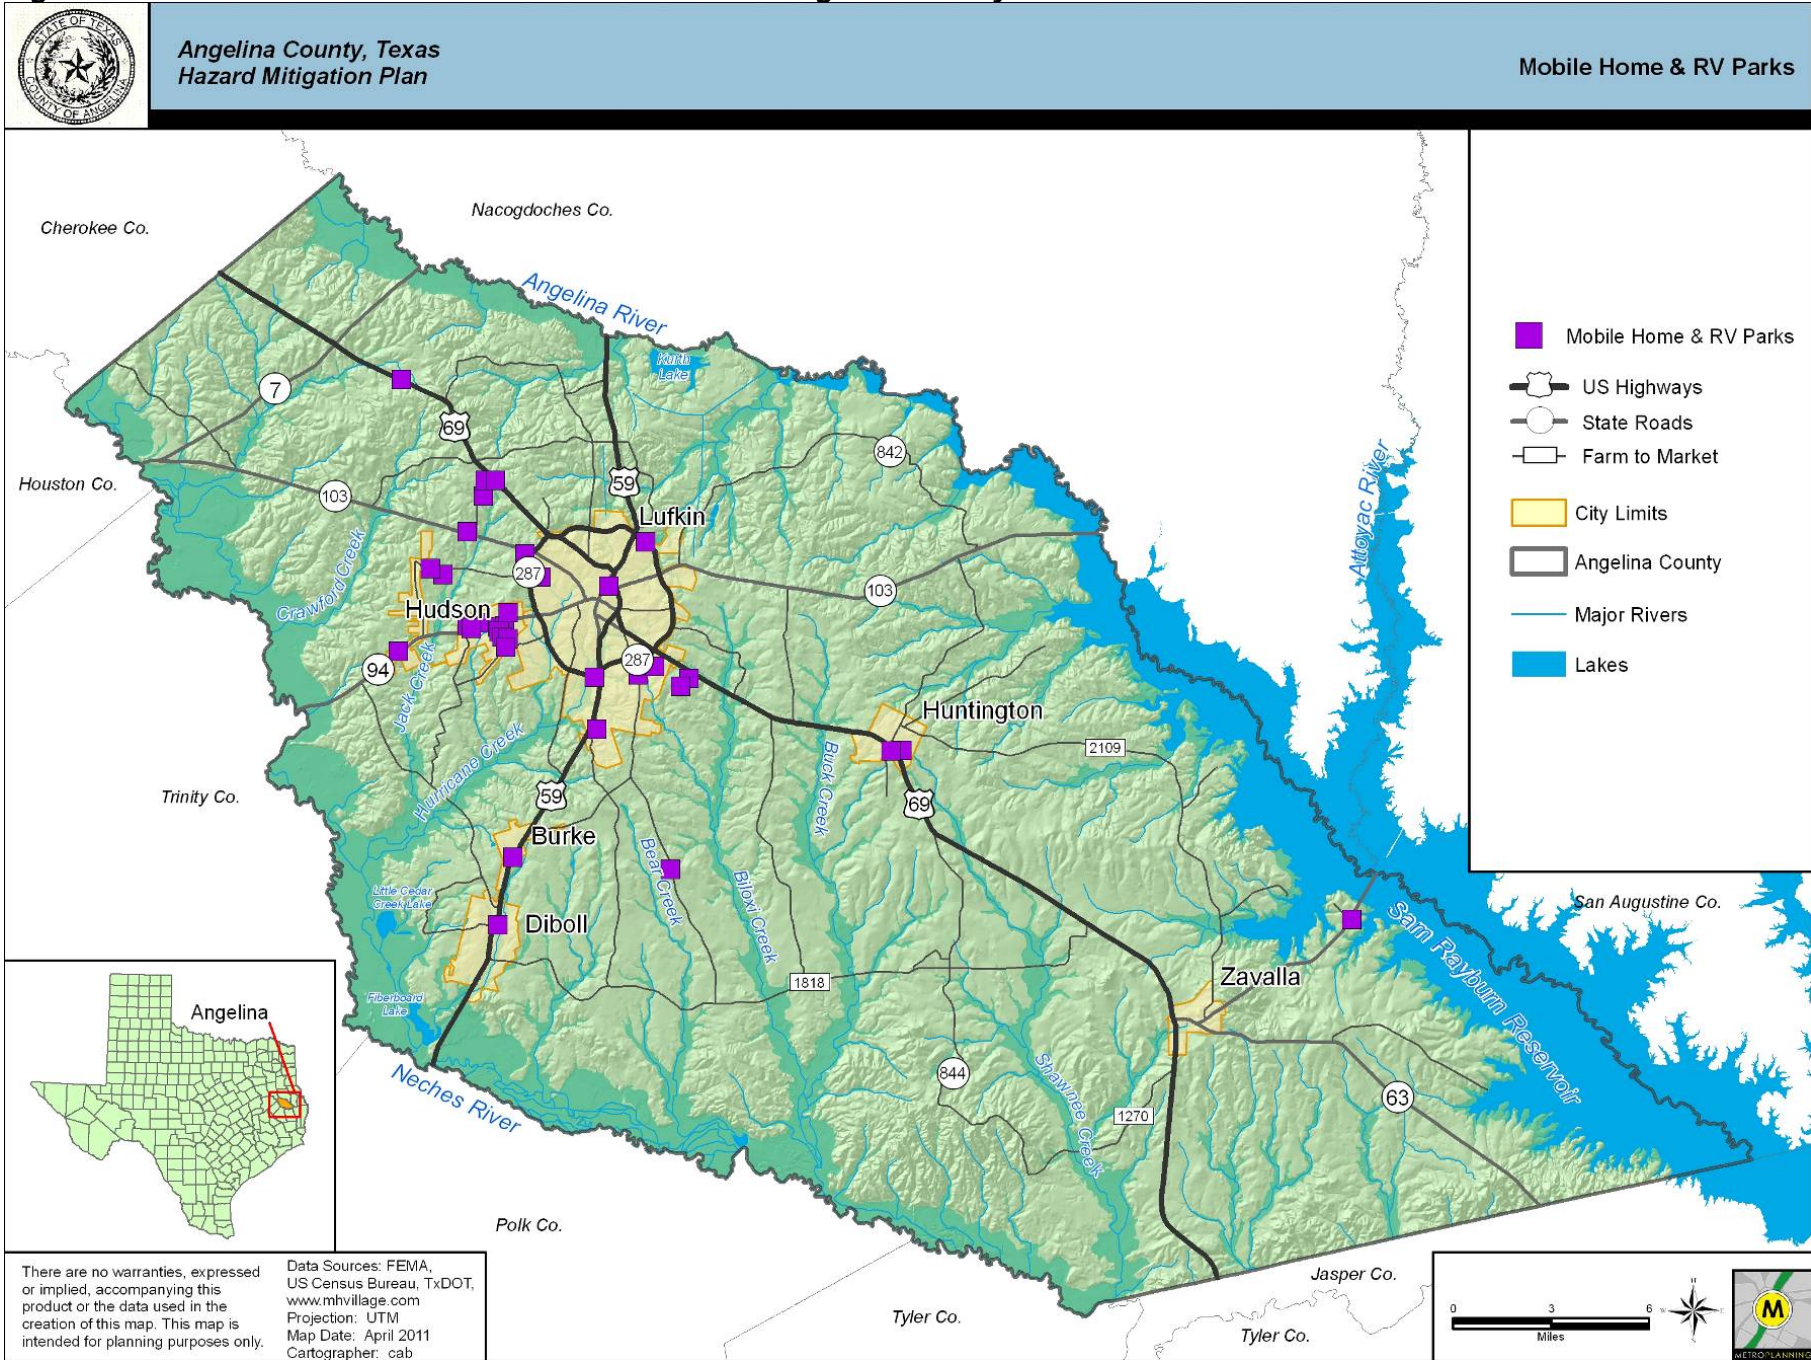 STATE OF TEXAS
COUNTY OF ANGELINA
Angelina County, Texas
Hazard Mitigation Plan
Mobile Home & RV Parks
Cherokee Co.
Nacogdoches Co.
Angelina River
Kurth
Lake
7
69
842
Houston Co.
103
59
Lufkin
Attoyac River
Crawford Creek
287
103
Hudson
94
287
Jack Creek
Huntington
Hurricane Creek
Buck Creek
2109
Trinity Co.
59
69
Burke
Bear Creek
Biloxi Creek
Little Cedar
Creek Lake
Diboll
San Augustine Co.
Sam Rayburn Reservoir
Zavalla
1818
Fiberboard
Lake
Neches River
844
Shawnee Creek
1270
63
Polk Co.
Jasper Co.
Tyler Co.
Tyler Co.
Mobile Home & RV Parks
US Highways
State Roads
Farm to Market
City Limits
Angelina County
Major Rivers
Lakes
Angelina
There are no warranties, expressed
or implied, accompanying this
product or the data used in the
creation of this map. This map is
intended for planning purposes only.
Data Sources: FEMA,
US Census Bureau, TxDOT,
www.mhvillage.com
Projection: UTM
Map Date: April 2011
Cartographer: cab
0 3 6
Miles
M
METROPLANNING